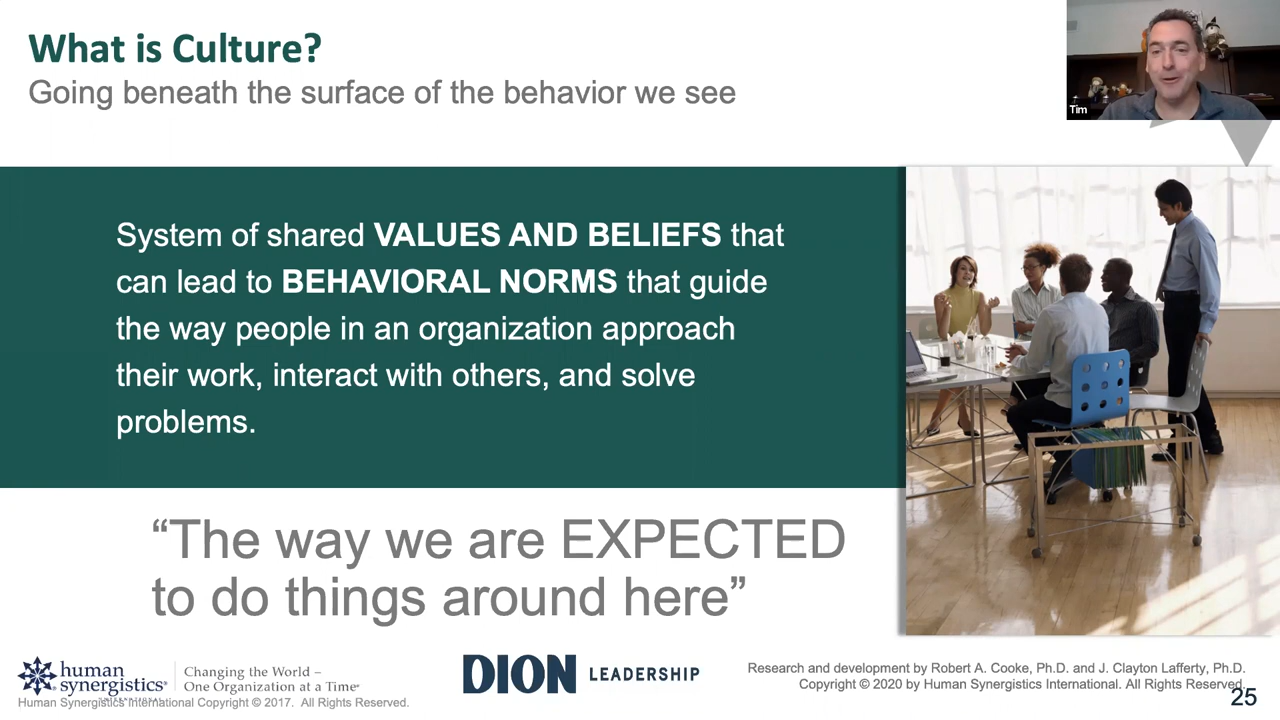 What is Culture?
Going beneath the surface of the behavior we see
Tim
System of shared VALUES AND BELIEFS that
can lead to BEHAVIORAL NORMS that guide
the way people in an organization approach
their work, interact with others, and solve
problems.
“The way we are EXPECTED
to do things around here”
human
synergistics®
Changing the World –
One Organization at a Time®
Human Synergistics International Copyright © 2017. All Rights Reserved.
DION LEADERSHIP
Research and development by Robert A. Cooke, Ph.D. and J. Clayton Lafferty, Ph.D.
Copyright © 2020 by Human Synergistics International. All Rights Reserved.
25